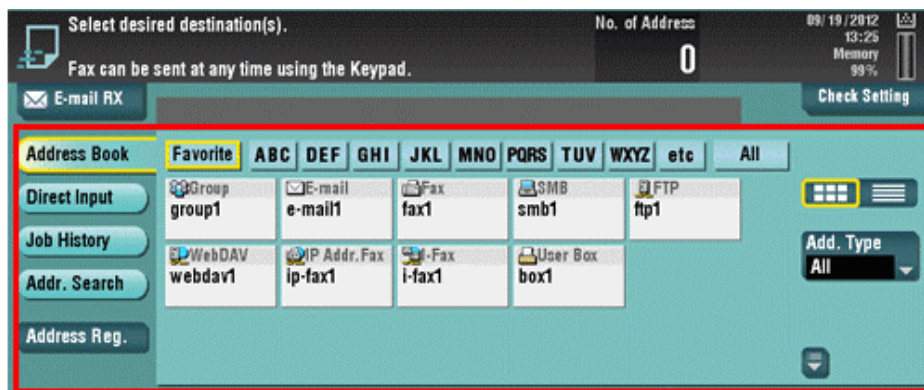 Select desired destination(s).
No. of Address
09/19/2012
13:25
Memory
99%
0
Fax can be sent at any time using the Keypad.
E-mail RX
Check Setting
Address Book
Favorite ABC DEF GHI JKL MNO PQRS TUV WXYZ etc All
Direct Input
Group
group1
E-mail
e-mail1
Fax
fax1
SMB
smb1
FTP
ftp1
Job History
Add. Type
All
WebDAV
webdav1
IP Addr.Fax
ip-fax1
I-Fax
i-fax1
User Box
box1
Addr. Search
Address Reg.